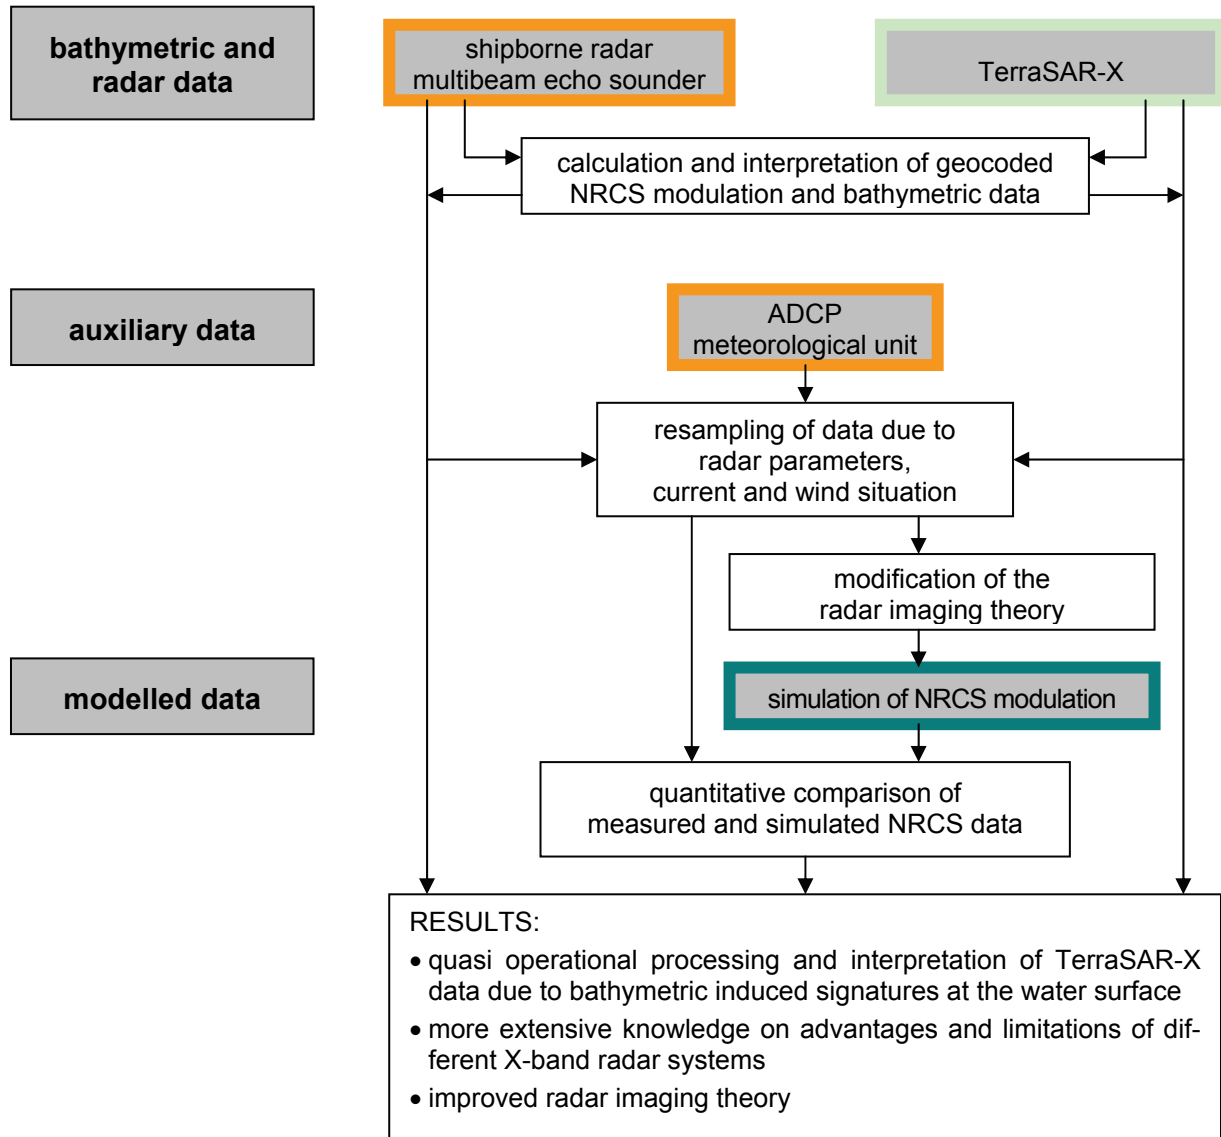 bathymetric and
radar data
shipborne radar
multibeam echo sounder
TerraSAR-X
calculation and interpretation of geocoded
NRCS modulation and bathymetric data
auxiliary data
ADCP
meteorological unit
resampling of data due to
radar parameters,
current and wind situation
modification of the
radar imaging theory
modelled data
simulation of NRCS modulation
quantitative comparison of
measured and simulated NRCS data
RESULTS:
• quasi operational processing and interpretation of TerraSAR-X
data due to bathymetric induced signatures at the water surface
• more extensive knowledge on advantages and limitations of dif-
ferent X-band radar systems
• improved radar imaging theory